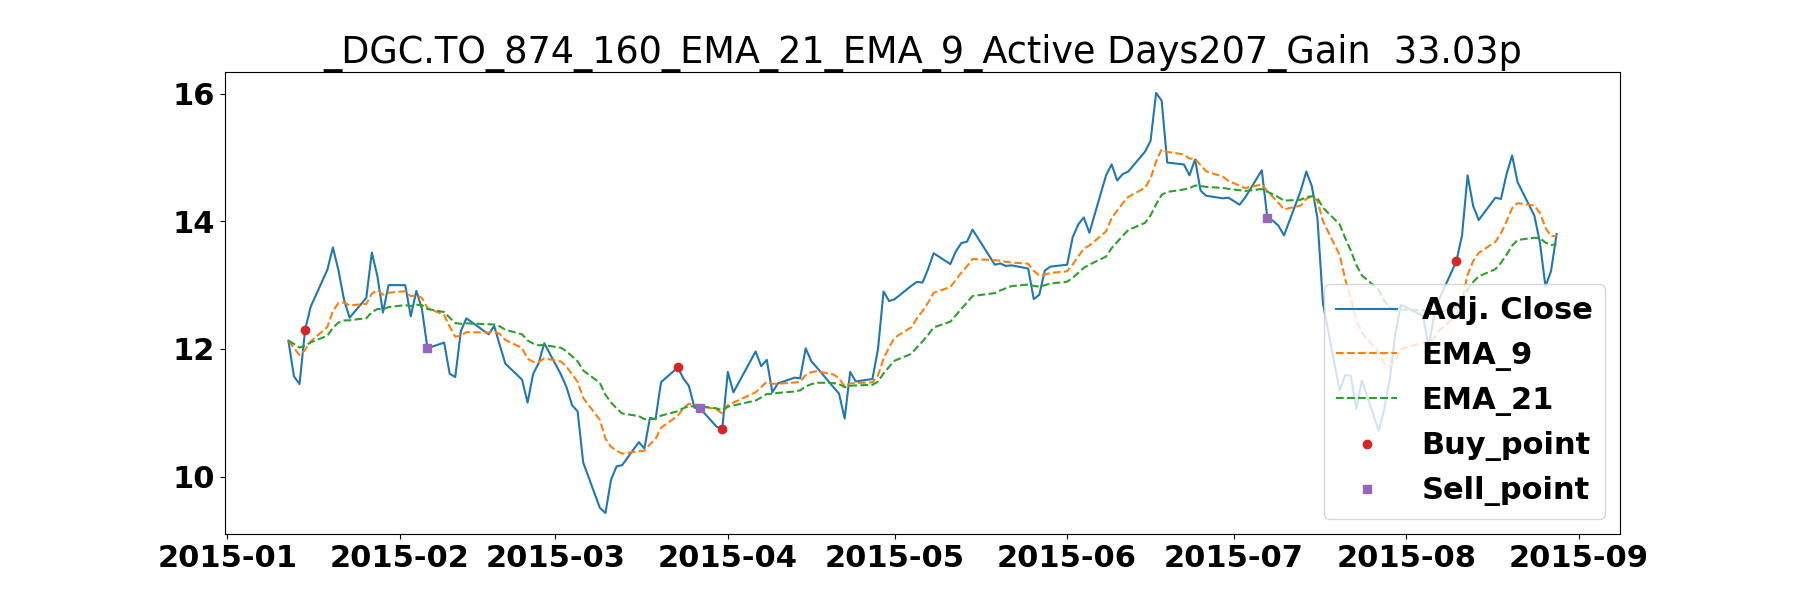 _DGC.TO_874_160_EMA_21_EMA_9_Active Days207_Gain  33.03p
16
14
12
10
Adj. Close
EMA_9
EMA_21
Buy_point
Sell_point
2015-01 2015-02 2015-03 2015-04 2015-05 2015-06 2015-07 2015-08 2015-09